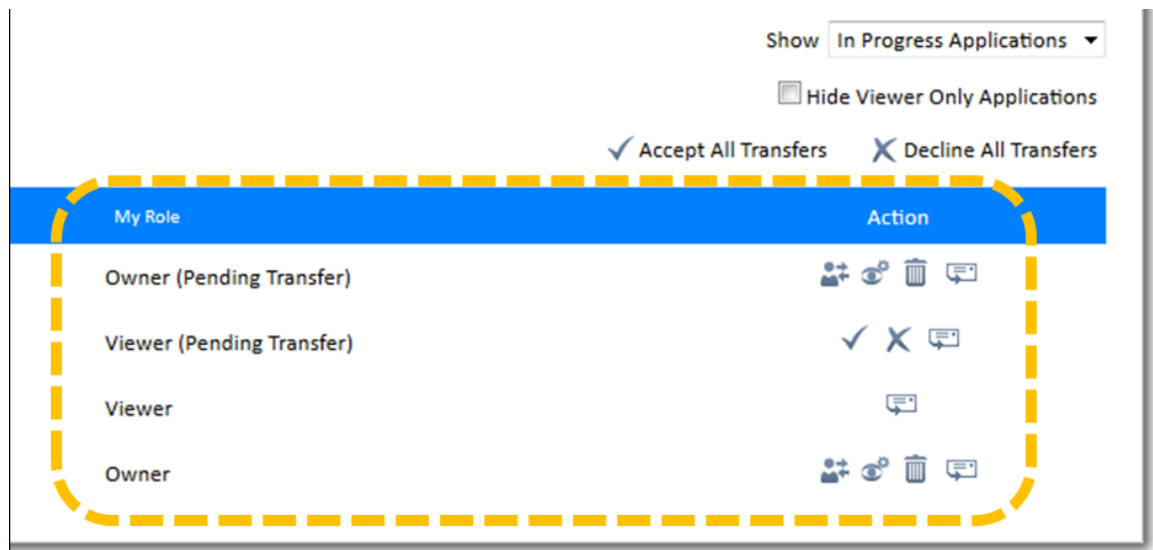 Show In Progress Applications
Hide Viewer Only Applications
Accept All Transfers Decline All Transfers
My Role Action
Owner (Pending Transfer)
Viewer (Pending Transfer)
Viewer
Owner